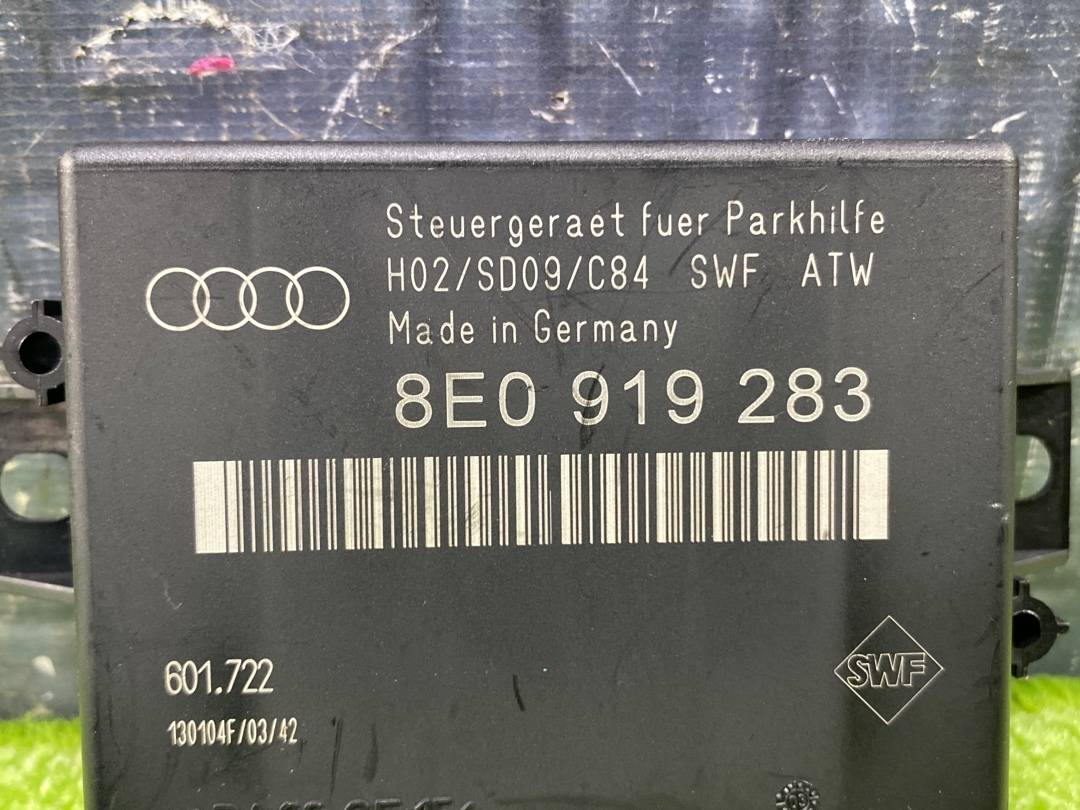 Steuergeraet fuer Parkhilfe
H02/SD09/C84 SWF ATW
Made in Germany
8E0 919 283
601.722
SWF
130104F/03/42